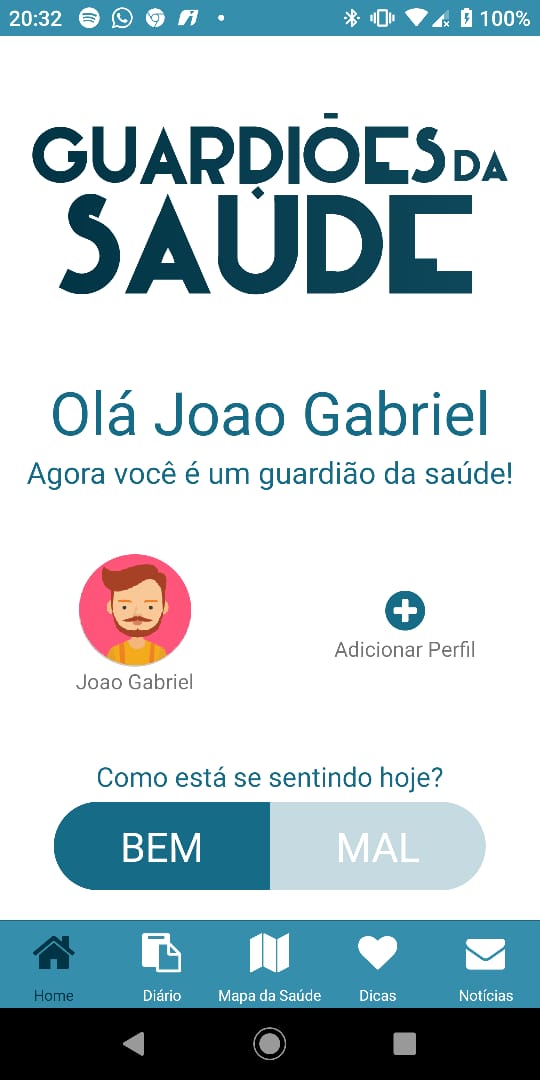 20:32
100%
GUARDIÕES DA
SAÚDE
Olá Joao Gabriel
Agora você é um guardião da saúde!
Joao Gabriel
Adicionar Perfil
Como está se sentindo hoje?
BEM
MAL
Home
Diário
Mapa da Saúde
Dicas
Notícias